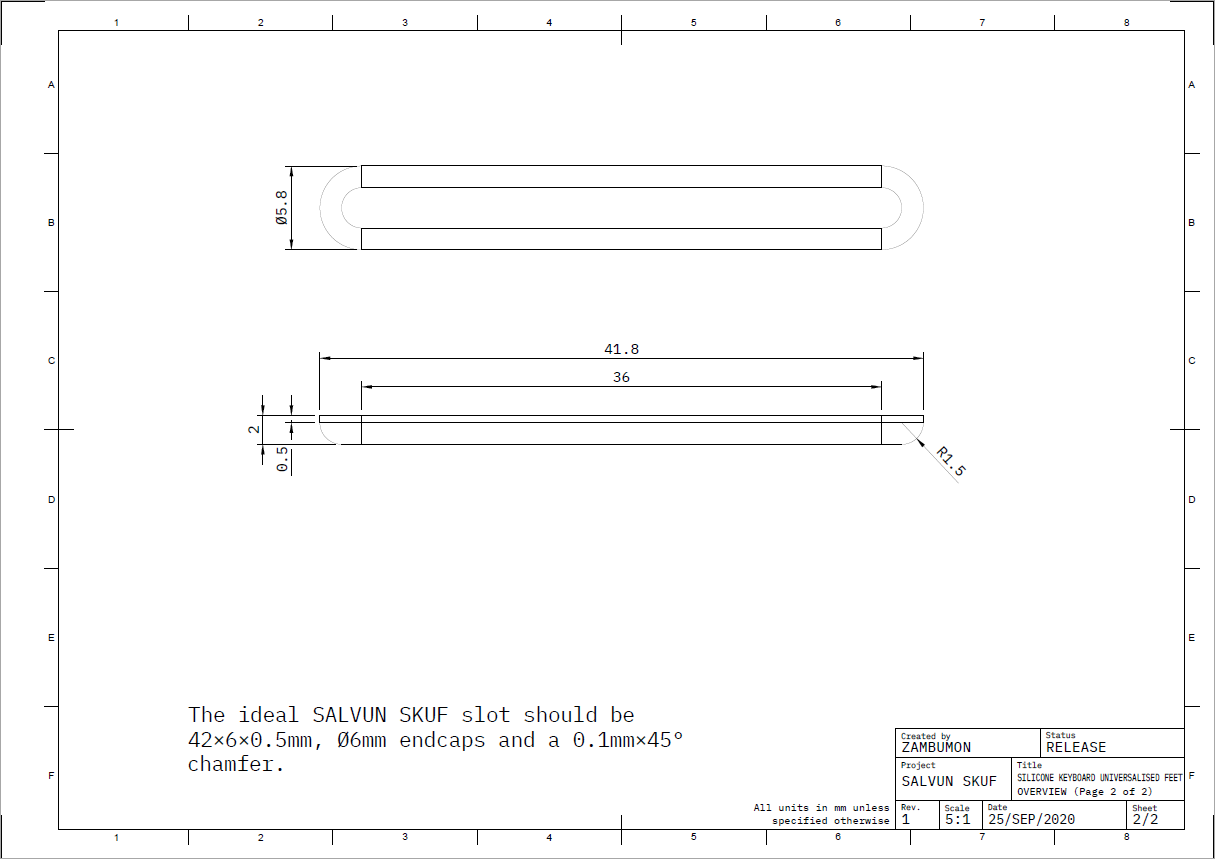 1 2 3 4 5 6 7 8
A A
Ø5.8
B B
41.8
C C
36
2
0.5
R1.5
D D
E E
The ideal SALVUN SKUF slot should be
42×6×0.5mm, Ø6mm endcaps and a 0.1mm×45°
chamfer.
F F
Created by
ZAMBUMON
Status
RELEASE
Project
SALVUN SKUF
Title
SILICONE KEYBOARD UNIVERSALISED FEET
OVERVIEW (Page 2 of 2)
All units in mm unless
specified otherwise
Rev.
1
Scale
5:1
Date
25/SEP/2020
Sheet
2/2
1 2 3 4 5 6 7 8